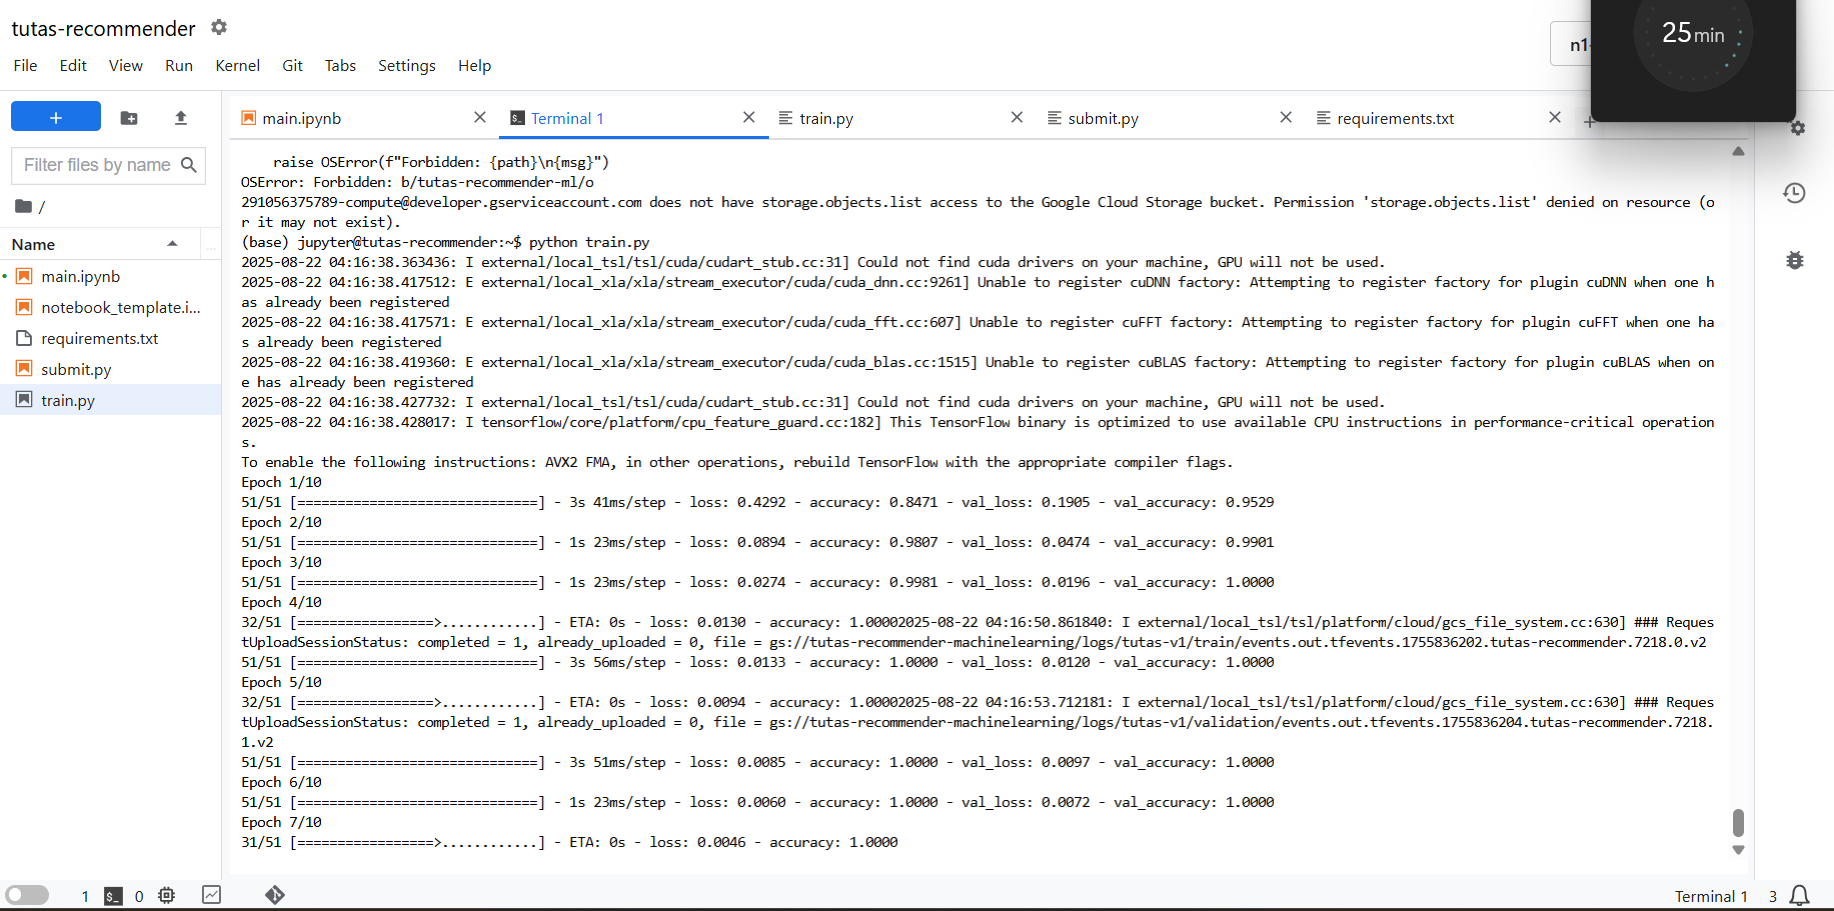 tutas-recommender
25 min
File Edit View Run Kernel Git Tabs Settings Help
n1-
+
main.ipynb
Terminal 1
train.py
submit.py
requirements.txt
Filter files by name
/
Name
...
main.ipynb
notebook_template.i...
requirements.txt
submit.py
train.py
raise OSError(f"Forbidden: {path}\n{msg}")
OSError: Forbidden: b/tutas-recommender-ml/o
291056375789-compute@developer.gserviceaccount.com does not have storage.objects.list access to the Google Cloud Storage bucket. Permission 'storage.objects.list' denied on resource (o
r it may not exist).
(base) jupyter@tutas-recommender:~$ python train.py
2025-08-22 04:16:38.363436: I external/local_tsl/tsl/cuda/cudart_stub.cc:31] Could not find cuda drivers on your machine, GPU will not be used.
2025-08-22 04:16:38.417512: E external/local_xla/xla/stream_executor/cuda/cuda_dnn.cc:9261] Unable to register cuDNN factory: Attempting to register factory for plugin cuDNN when one h
as already been registered
2025-08-22 04:16:38.417571: E external/local_xla/xla/stream_executor/cuda/cuda_fft.cc:607] Unable to register cuFFT factory: Attempting to register factory for plugin cuFFT when one ha
s already been registered
2025-08-22 04:16:38.419360: E external/local_xla/xla/stream_executor/cuda/cuda_blas.cc:1515] Unable to register cuBLAS factory: Attempting to register factory for plugin cuBLAS when on
e has already been registered
2025-08-22 04:16:38.427732: I external/local_tsl/tsl/cuda/cudart_stub.cc:31] Could not find cuda drivers on your machine, GPU will not be used.
2025-08-22 04:16:38.428017: I tensorflow/core/platform/cpu_feature_guard.cc:182] This TensorFlow binary is optimized to use available CPU instructions in performance-critical operation
s.
To enable the following instructions: AVX2 FMA, in other operations, rebuild TensorFlow with the appropriate compiler flags.
Epoch 1/10
51/51 [==============================] - 3s 41ms/step - loss: 0.4292 - accuracy: 0.8471 - val_loss: 0.1905 - val_accuracy: 0.9529
Epoch 2/10
51/51 [==============================] - 1s 23ms/step - loss: 0.0894 - accuracy: 0.9807 - val_loss: 0.0474 - val_accuracy: 0.9901
Epoch 3/10
51/51 [==============================] - 1s 23ms/step - loss: 0.0274 - accuracy: 0.9981 - val_loss: 0.0196 - val_accuracy: 1.0000
Epoch 4/10
32/51 [=================>............] - ETA: 0s - loss: 0.0130 - accuracy: 1.00002025-08-22 04:16:50.861840: I external/local_tsl/tsl/platform/cloud/gcs_file_system.cc:630] ### Reques
tUploadSessionStatus: completed = 1, already_uploaded = 0, file = gs://tutas-recommender-machinelearning/logs/tutas-v1/train/events.out.tfevents.1755836202.tutas-recommender.7218.0.v2
51/51 [==============================] - 3s 56ms/step - loss: 0.0133 - accuracy: 1.0000 - val_loss: 0.0120 - val_accuracy: 1.0000
Epoch 5/10
32/51 [=================>............] - ETA: 0s - loss: 0.0094 - accuracy: 1.00002025-08-22 04:16:53.712181: I external/local_tsl/tsl/platform/cloud/gcs_file_system.cc:630] ### Reques
tUploadSessionStatus: completed = 1, already_uploaded = 0, file = gs://tutas-recommender-machinelearning/logs/tutas-v1/validation/events.out.tfevents.1755836204.tutas-recommender.7218.
1.v2
51/51 [==============================] - 3s 51ms/step - loss: 0.0085 - accuracy: 1.0000 - val_loss: 0.0097 - val_accuracy: 1.0000
Epoch 6/10
51/51 [==============================] - 1s 23ms/step - loss: 0.0060 - accuracy: 1.0000 - val_loss: 0.0072 - val_accuracy: 1.0000
Epoch 7/10
31/51 [=================>............] - ETA: 0s - loss: 0.0046 - accuracy: 1.0000
1 $_ 0
Terminal 1 3